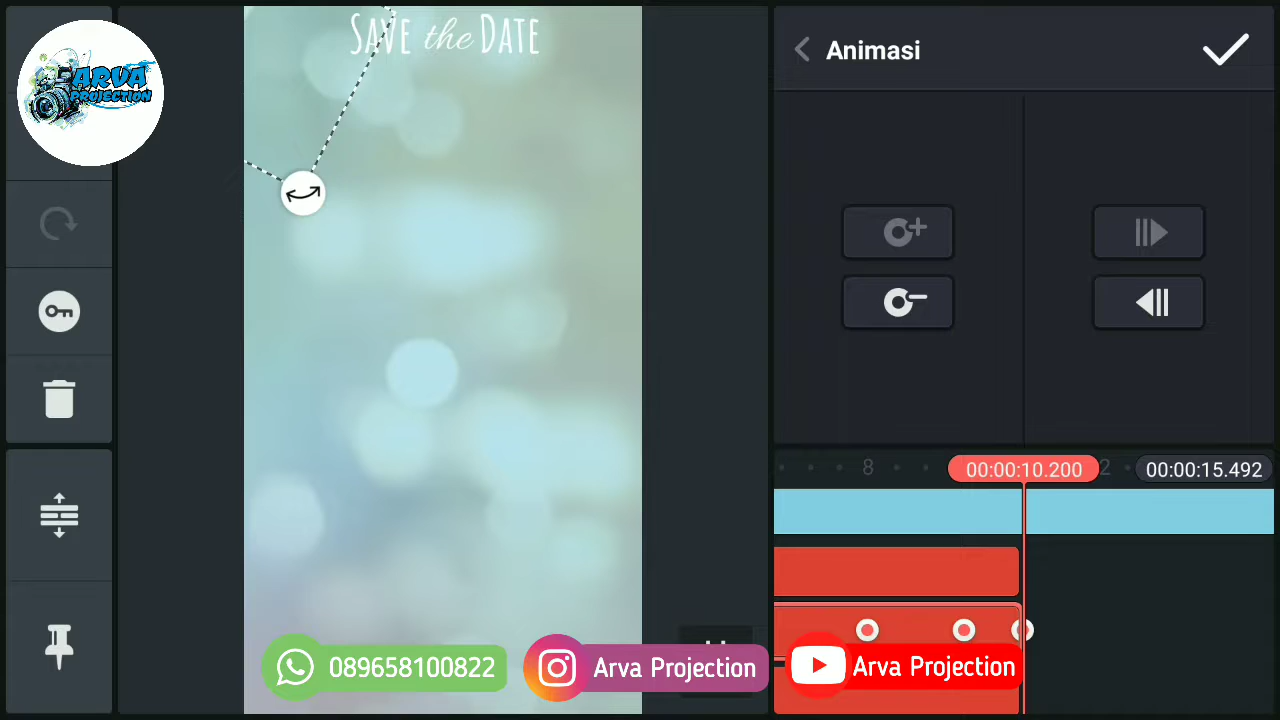 SAVE the DATE
Animasi
ARVA
PROJECTION
8
00:00:10.200
2
00:00:15.492
089658100822
Arva Projection
Arva Projection